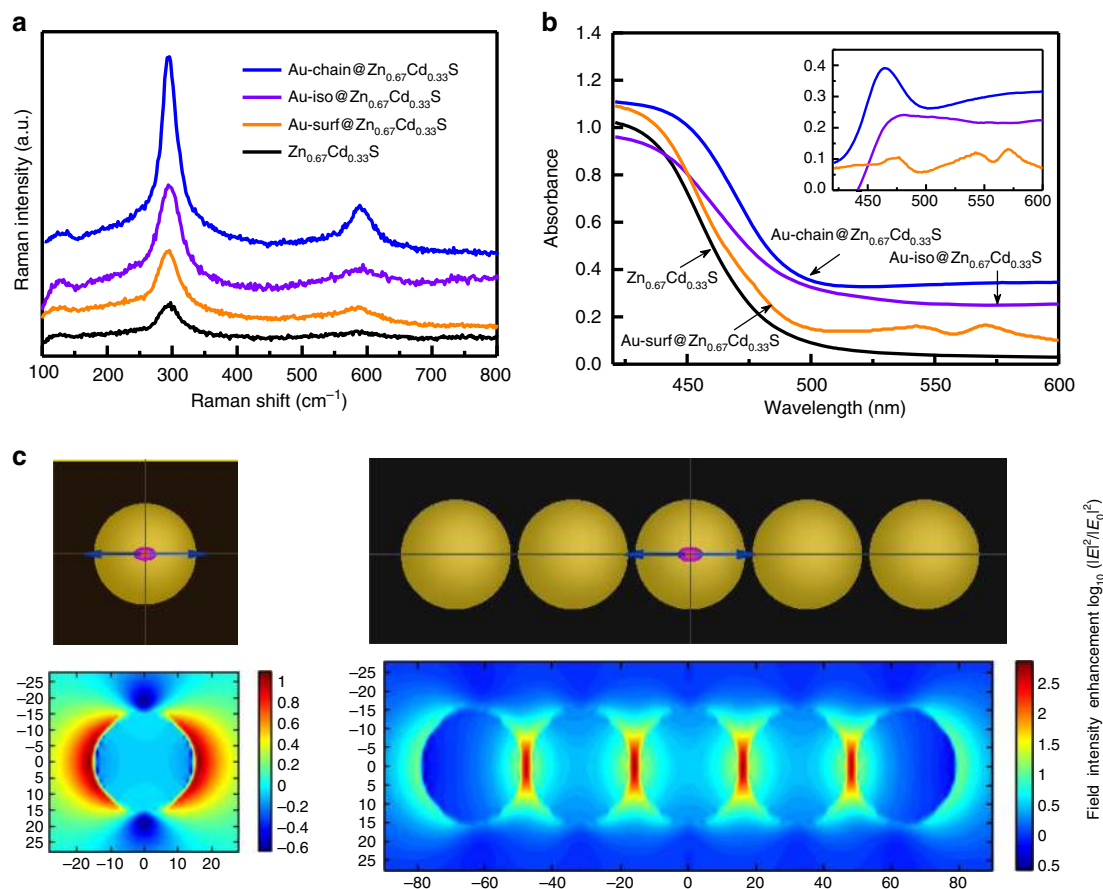 a
Raman intensity (a.u.)
Au-chain@Zn0.67Cd0.33S
Au-iso@Zn0.67Cd0.33S
Au-surf@Zn0.67Cd0.33S
Zn0.67Cd0.33S
100 200 300 400 500 600 700 800
Raman shift (cm−1)
b
Absorbance
1.4
1.2
1.0
0.8
0.6
0.4
0.2
0.0
0.4
0.3
0.2
0.1
0.0
450 500 550 600
Au-chain@Zn0.67Cd0.33S
Au-iso@Zn0.67Cd0.33S
Zn0.67Cd0.33S
Au-surf@Zn0.67Cd0.33S
450 500 550 600
Wavelength (nm)
c
−25
−20
−15
−10
−5
0
5
10
15
20
25
−20 −10 0 10 20
1
0.8
0.6
0.4
0.2
0
−0.2
−0.4
−0.6
−25
−20
−15
−10
−5
0
5
10
15
20
25
−80 −60 −40 −20 0 20 40 60 80
2.5
2
1.5
1
0.5
0
0.5
Field intensity enhancement log10 (|E|2/|E0|2)